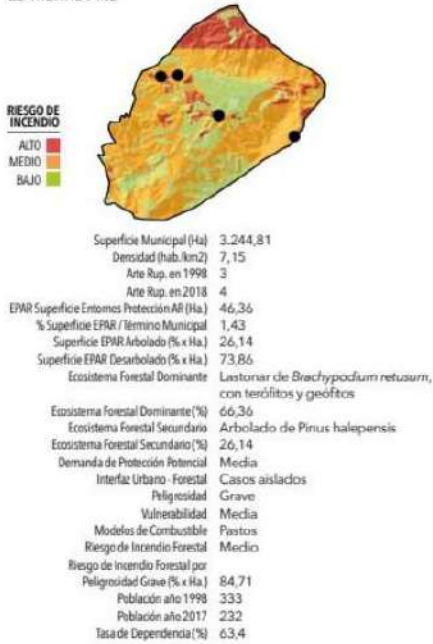 RIESGO DE
INCENDIO
ALTO
MEDIO
BAJO
Superficie Municipal (Ha) 3.244,81
Densidad (hab./km2) 7,15
Arte Rup. en 1998 3
Arte Rup. en 2018 4
EPAR Superficie Entornos Protección AR (Ha.) 46,36
% Superficie EPAR / Término Municipal 1,43
Superficie EPAR Arbolado (% x Ha.) 26,14
Superficie EPAR Desarbolado (% x Ha.) 73,86
Ecosistema Forestal Dominante Lastonar de Brachypodium retusum,
con terófitos y geófitos
Ecosistema Forestal Dominante (%) 66,36
Ecosistema Forestal Secundario Arbolado de Pinus halepensis
Ecosistema Forestal Secundario (%) 26,14
Demanda de Protección Potencial Media
Interfaz Urbano - Forestal Casos aislados
Peligrosidad Grave
Vulnerabilidad Media
Modelos de Combustible Pastos
Riesgo de Incendio Forestal Medio
Riesgo de Incendio Forestal por
Peligrosidad Grave (% x Ha.) 84,71
Población año 1998 333
Población año 2017 232
Tasa de Dependencia (%) 63,4